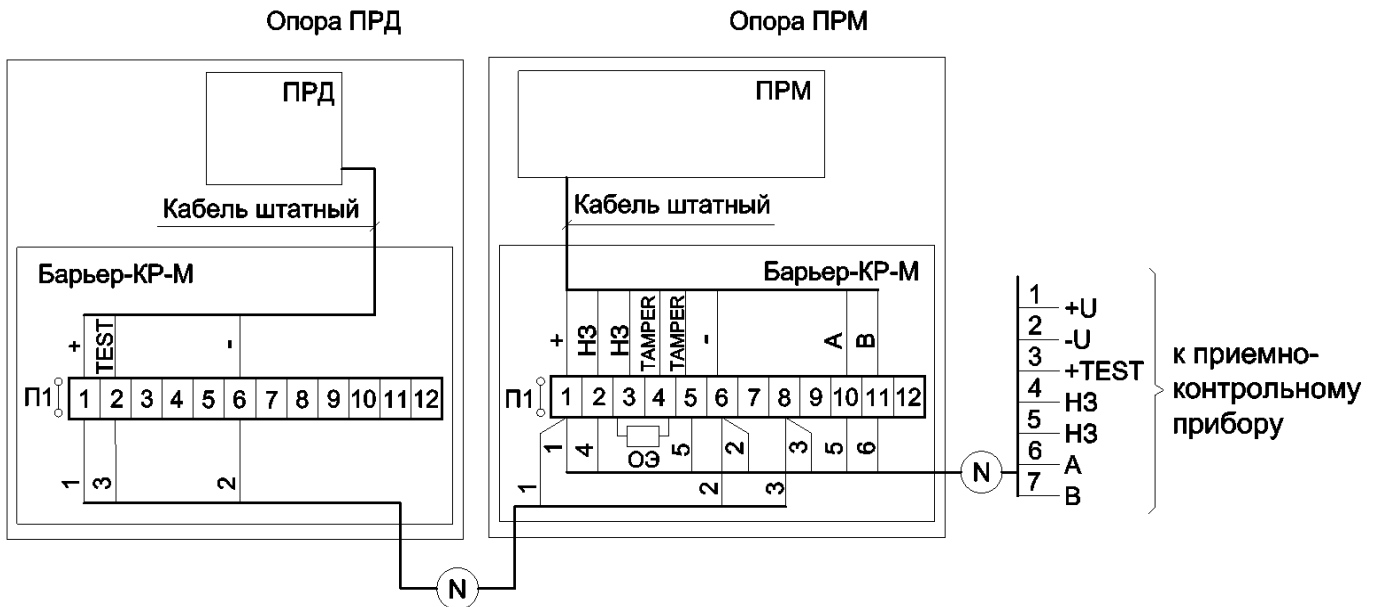 Опора ПРД
Опора ПРМ
ПРД
ПРМ
Кабель штатный
Кабель штатный
Барьер-КР-М
Барьер-КР-М
+ TEST -
+ НЗ НЗ TAMPER TAMPER - A B
П1 1 2 3 4 5 6 7 8 9 10 11 12
П1 1 2 3 4 5 6 7 8 9 10 11 12
1 3 2
1 4 ОЭ 5 2 3 5 6
1 2 3
N
N
1 +U
2 -U
3 +TEST
4 НЗ
5 НЗ
6 A
7 B
к приемно-
контрольному
прибору